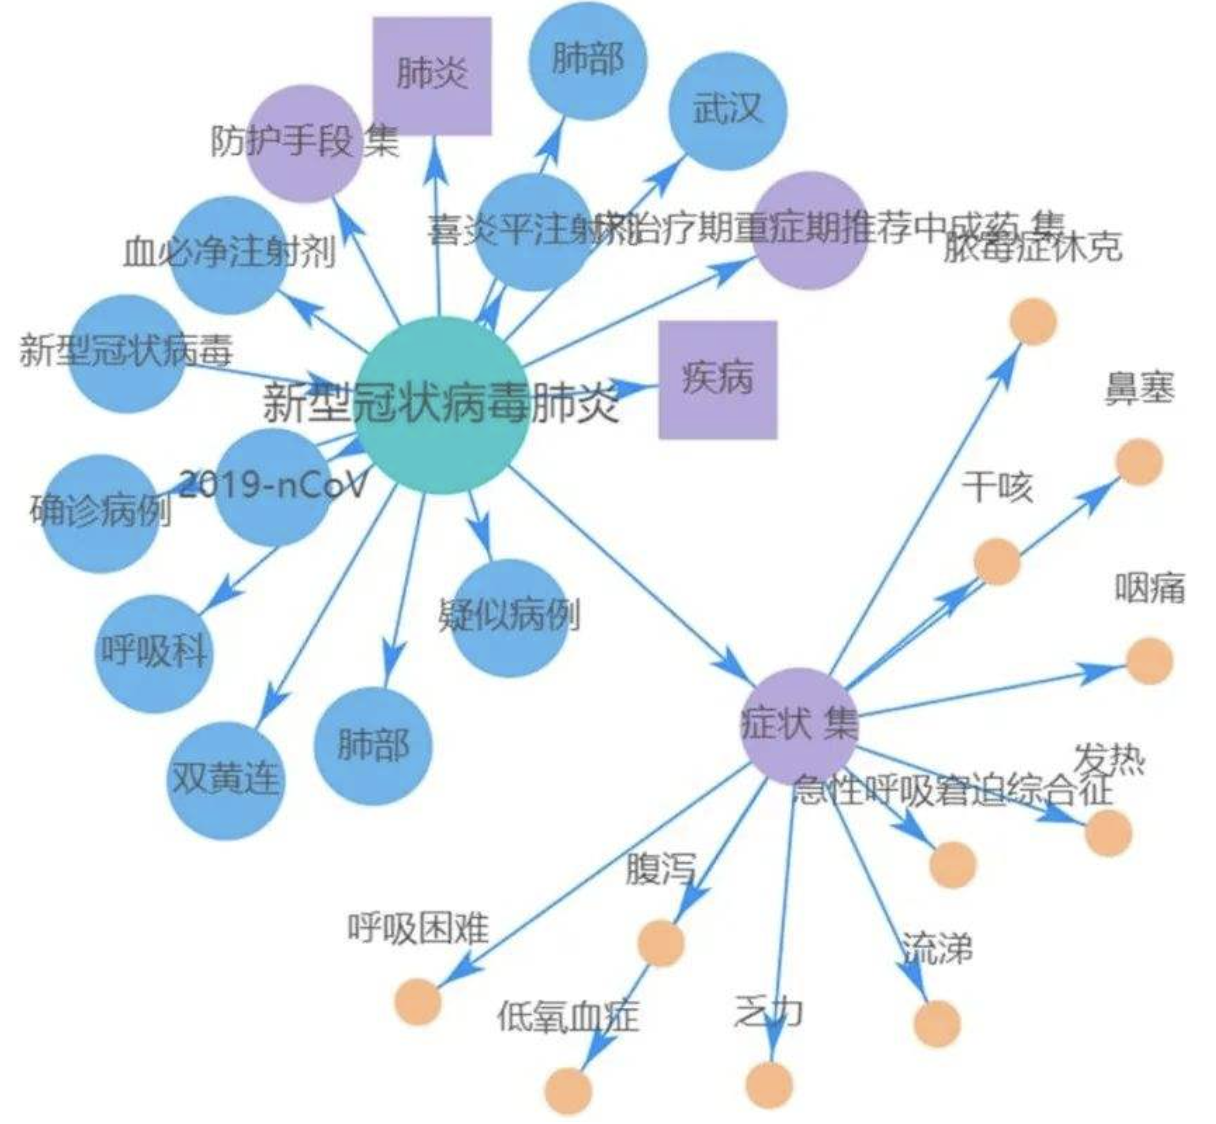 肺部
肺炎
武汉
防护手段 集
喜炎平注射剂
治疗期重症期推荐中成药 集
血必净注射剂
脓毒症休克
新型冠状病毒
疾病
鼻塞
新型冠状病毒肺炎
2019-nCoV
干咳
确诊病例
咽痛
疑似病例
呼吸科
症状 集
肺部
发热
双黄连
急性呼吸窘迫综合征
腹泻
呼吸困难
流涕
低氧血症
乏力